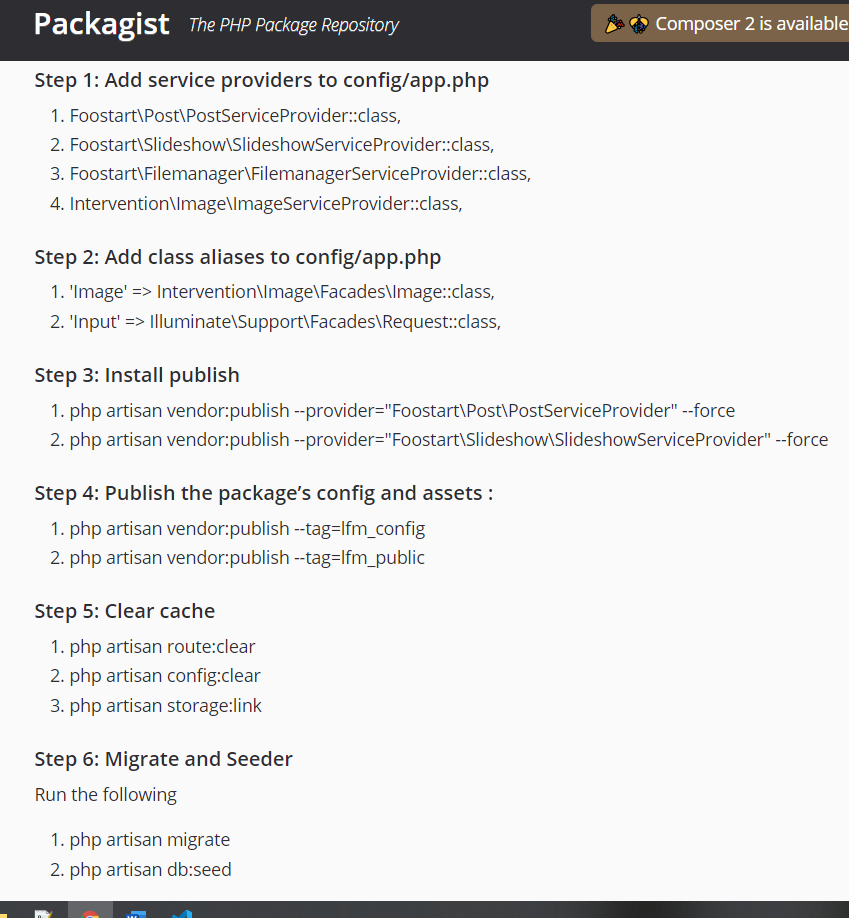 Packagist The PHP Package Repository
Composer 2 is available
Step 1: Add service providers to config/app.php
1. Foostart\Post\PostServiceProvider::class,
2. Foostart\Slideshow\SlideshowServiceProvider::class,
3. Foostart\Filemanager\FilemanagerServiceProvider::class,
4. Intervention\Image\ImageServiceProvider::class,
Step 2: Add class aliases to config/app.php
1. 'Image' => Intervention\Image\Facades\Image::class,
2. 'Input' => Illuminate\Support\Facades\Request::class,
Step 3: Install publish
1. php artisan vendor:publish --provider="Foostart\Post\PostServiceProvider" --force
2. php artisan vendor:publish --provider="Foostart\Slideshow\SlideshowServiceProvider" --force
Step 4: Publish the package’s config and assets :
1. php artisan vendor:publish --tag=lfm_config
2. php artisan vendor:publish --tag=lfm_public
Step 5: Clear cache
1. php artisan route:clear
2. php artisan config:clear
3. php artisan storage:link
Step 6: Migrate and Seeder
Run the following
1. php artisan migrate
2. php artisan db:seed